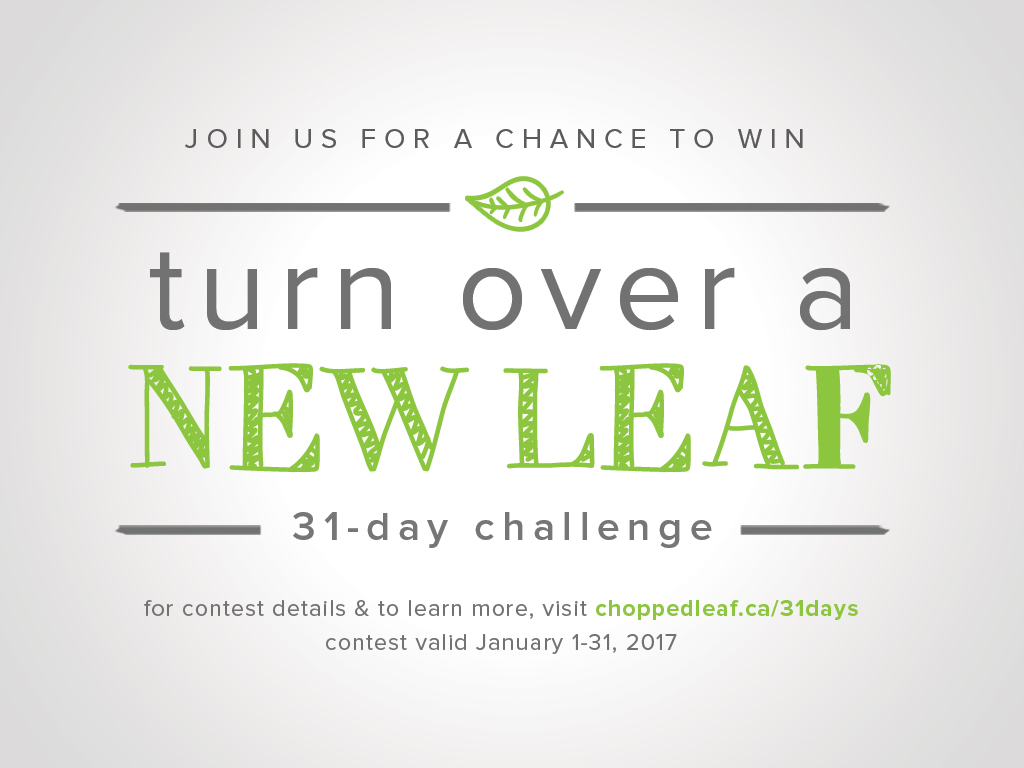 JOIN US FOR A CHANCE TO WIN
turn over a
NEW LEAF
31-day challenge
for contest details & to learn more, visit choppedleaf.ca/31days
contest valid January 1-31, 2017